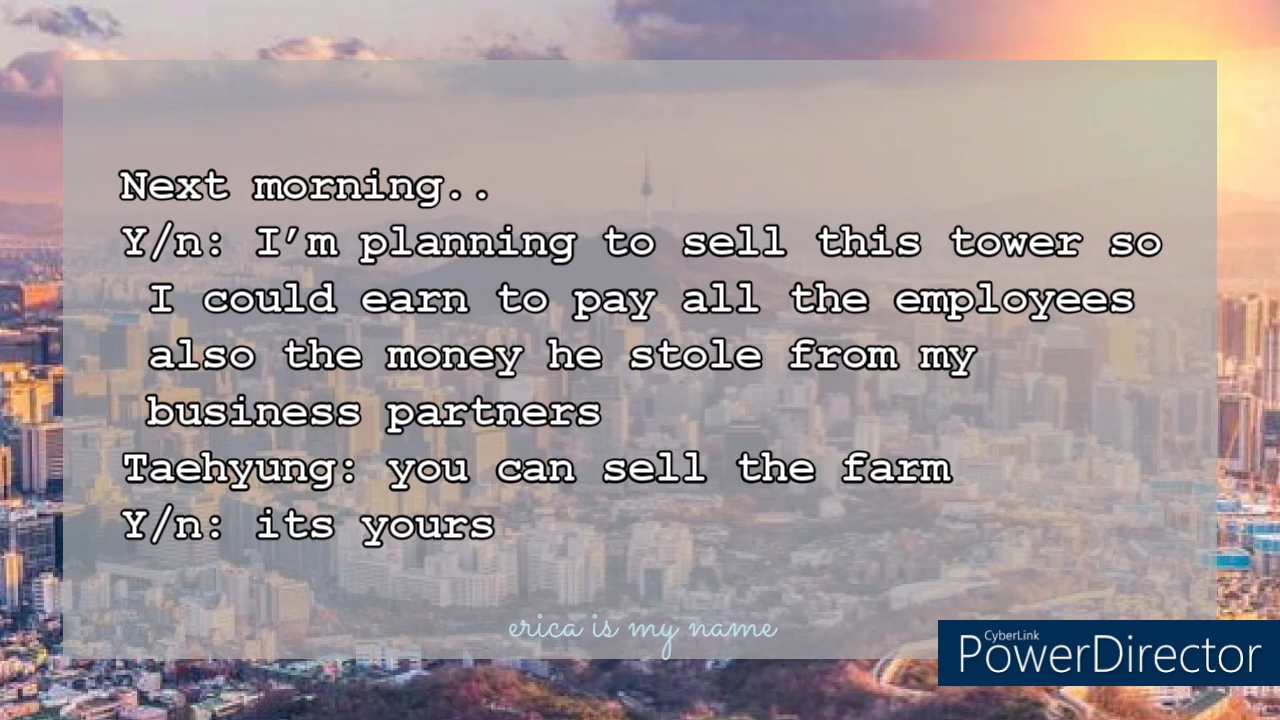 Next morning..
Y/n: I’m planning to sell this tower so
I could earn to pay all the employees
also the money he stole from my
business partners
Taehyung: you can sell the farm
Y/n: its yours
erica is my name
CyberLink
PowerDirector